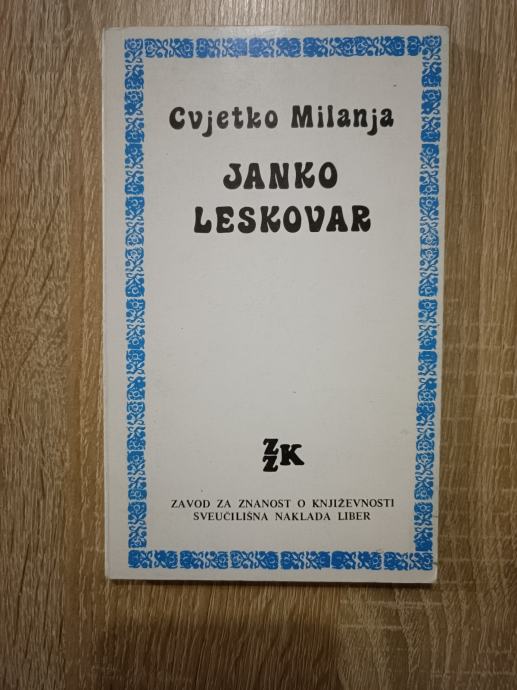 Cvjetko Milanja
JANKO
LESKOVAR
ZZK
ZAVOD ZA ZNANOST O KNJIŽEVNOSTI
SVEUČILIŠNA NAKLADA LIBER